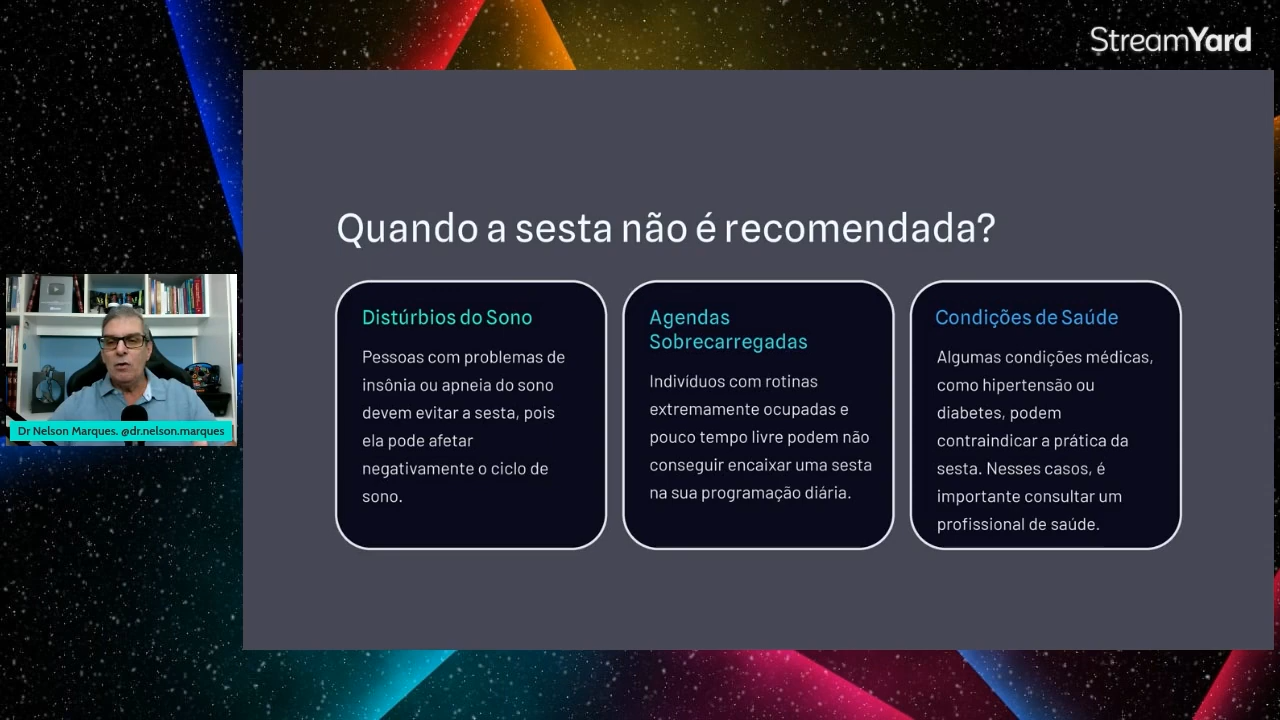 StreamYard
Quando a sesta não é recomendada?
Distúrbios do Sono
Pessoas com problemas de
insônia ou apneia do sono
devem evitar a sesta, pois
ela pode afetar
negativamente o ciclo de
sono.
Agendas
Sobrecarregadas
Indivíduos com rotinas
extremamente ocupadas e
pouco tempo livre podem não
conseguir encaixar uma sesta
na sua programação diária.
Condições de Saúde
Algumas condições médicas,
como hipertensão ou
diabetes, podem
contraindicar a prática da
sesta. Nesses casos, é
importante consultar um
profissional de saúde.
Dr Nelson Marques. @dr.nelson.marques